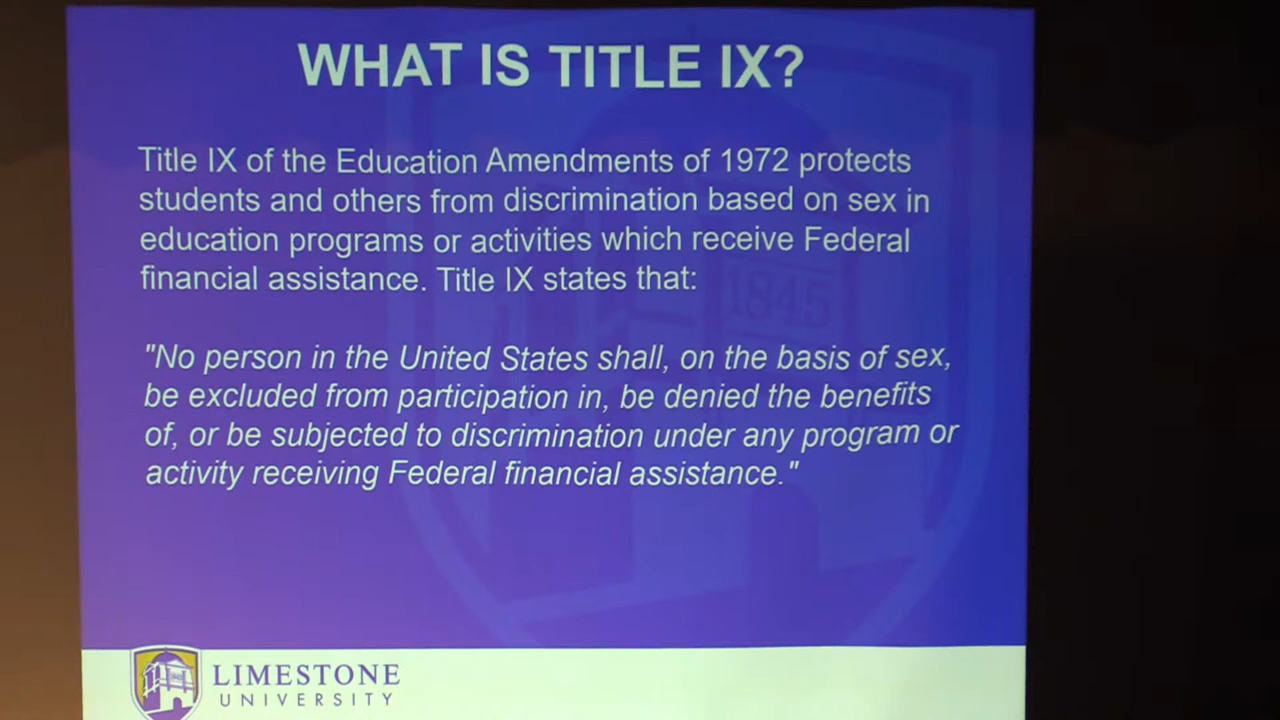 WHAT IS TITLE IX?
Title IX of the Education Amendments of 1972 protects
students and others from discrimination based on sex in
education programs or activities which receive Federal
financial assistance. Title IX states that:
1845
"No person in the United States shall, on the basis of sex,
be excluded from participation in, be denied the benefits
of, or be subjected to discrimination under any program or
activity receiving Federal financial assistance."
LIMESTONE
UNIVERSITY